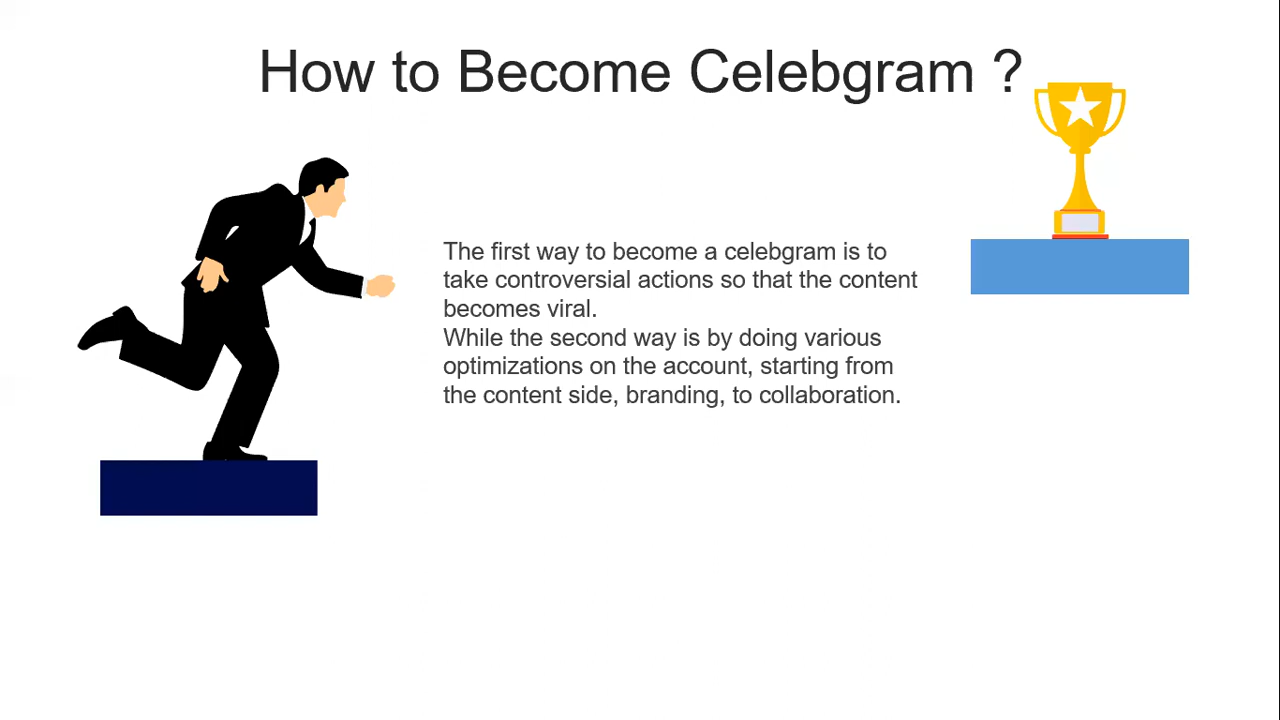 How to Become Celebgram ?
The first way to become a celebgram is to
take controversial actions so that the content
becomes viral.
While the second way is by doing various
optimizations on the account, starting from
the content side, branding, to collaboration.